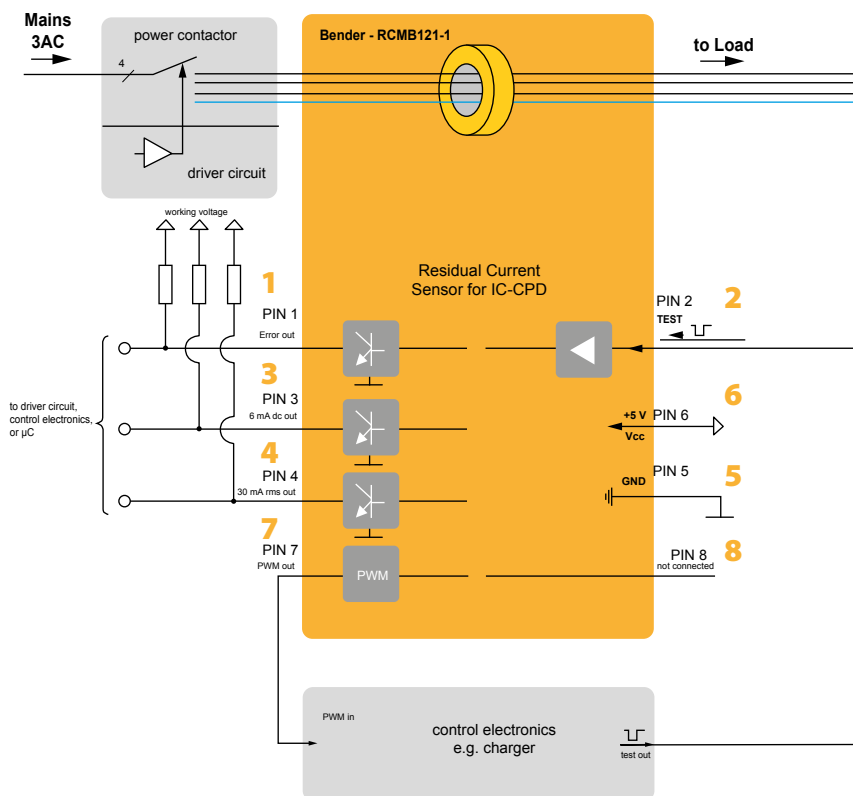 Mains
3AC
power contactor
4
driver circuit
Bender - RCMB121-1
to Load
working voltage
Residual Current
Sensor for IC-CPD
1
PIN 1
Error out
2
PIN 2
TEST
3
PIN 3
6 mA dc out
to driver circuit,
control electronics,
or µC
6
+5 V
PIN 6
Vcc
4
PIN 4
30 mA rms out
5
PIN 5
GND
7
PIN 7
PWM out
PWM
8
PIN 8
not connected
PWM in
control electronics
e.g. charger
test out